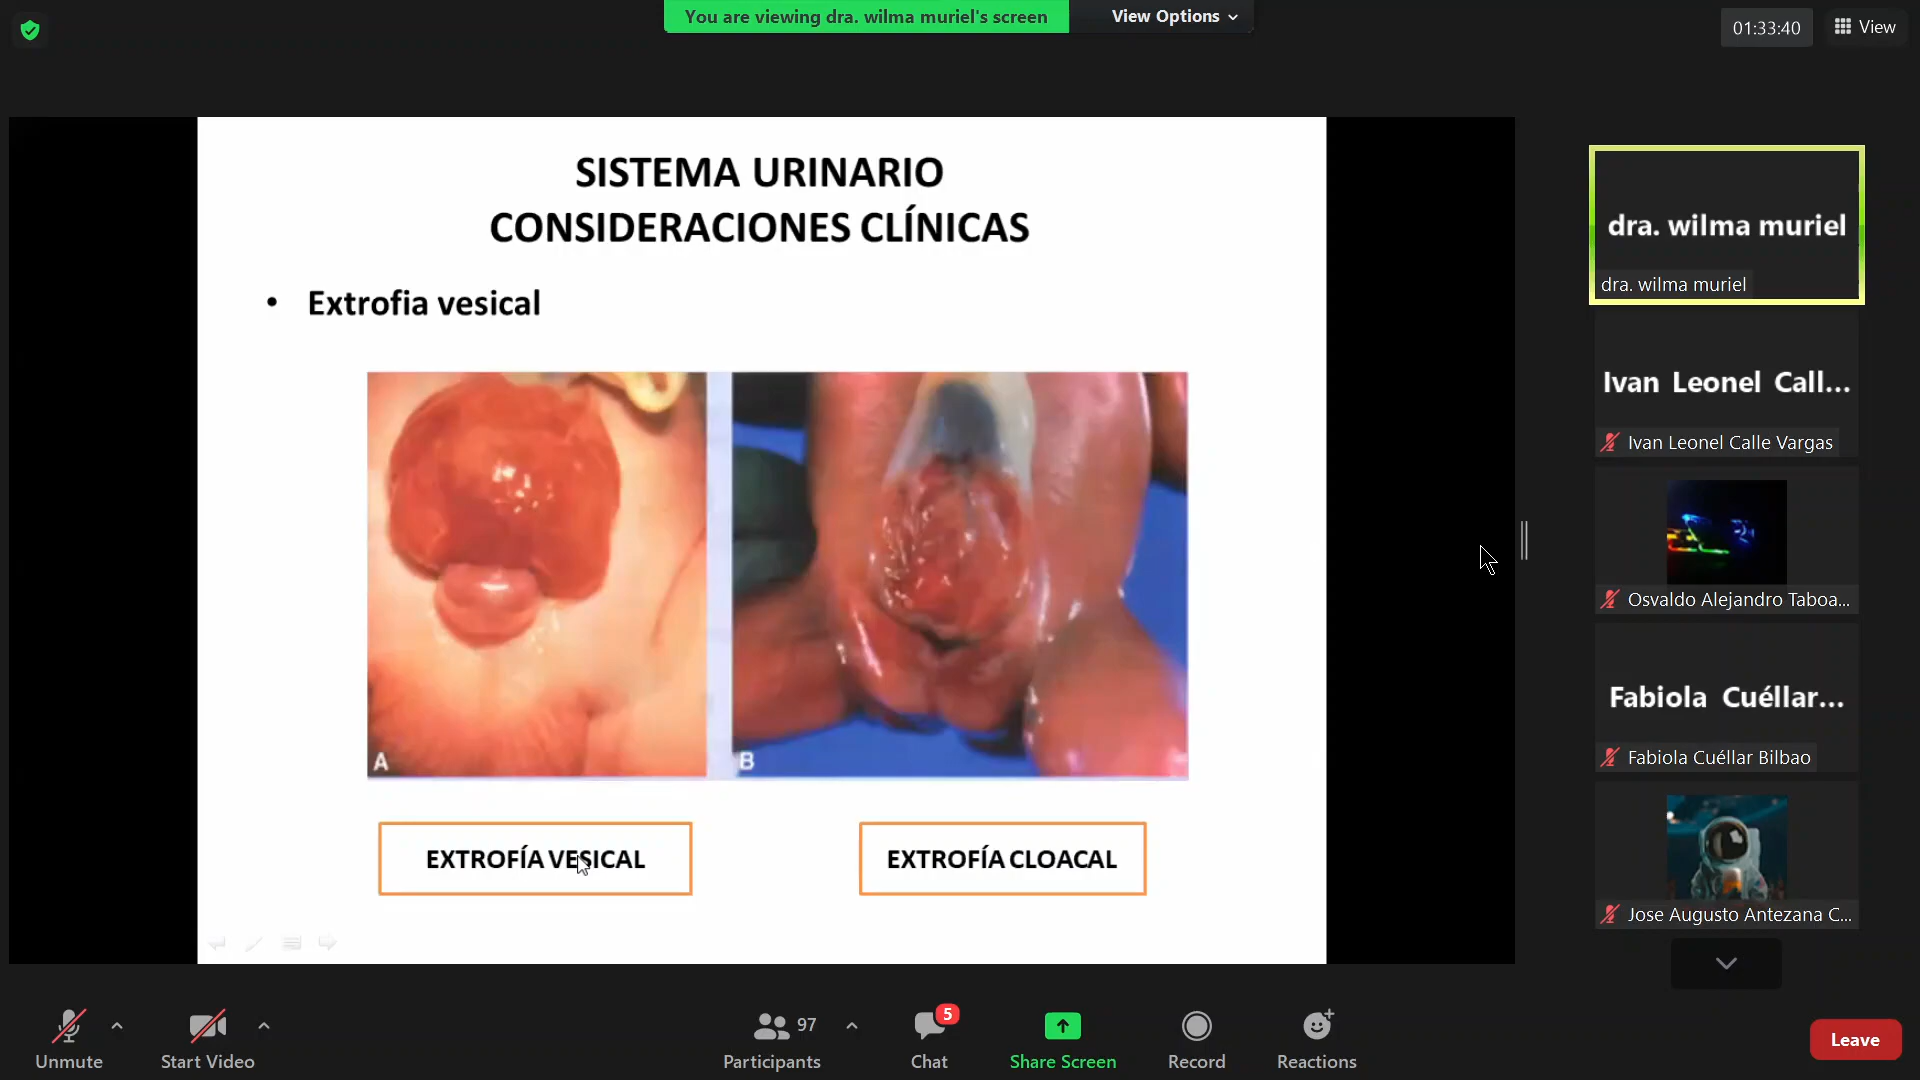 You are viewing dra. wilma muriel's screen
View Options
01:33:40
View
SISTEMA URINARIO
CONSIDERACIONES CLÍNICAS
• Extrofia vesical
A
B
EXTROFÍA VESICAL
EXTROFÍA CLOACAL
dra. wilma muriel
dra. wilma muriel
Ivan Leonel Call...
Ivan Leonel Calle Vargas
Osvaldo Alejandro Taboa...
Fabiola Cuéllar...
Fabiola Cuéllar Bilbao
Jose Augusto Antezana C...
Unmute
Start Video
97
Participants
5
Chat
Share Screen
Record
Reactions
Leave